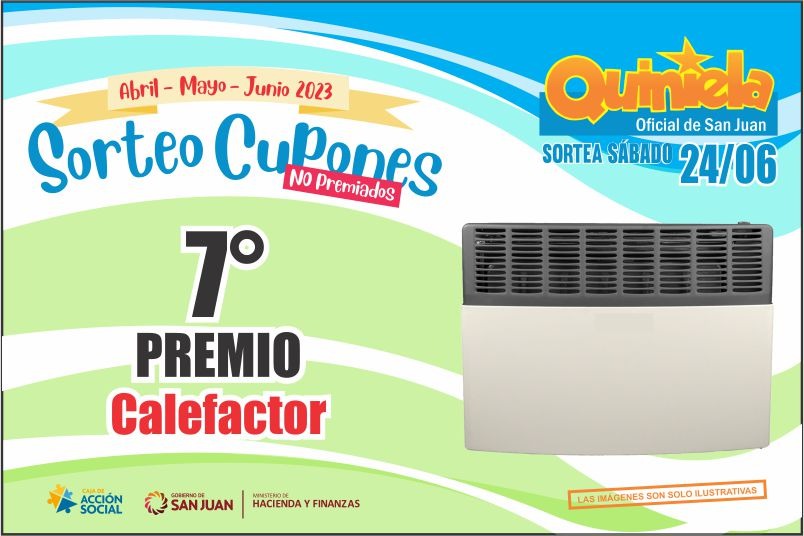 Abril - Mayo - Junio 2023
Sorteo Cupones
NO Premiados
Quiniela
Oficial de San Juan
SORTEA SÁBADO 24/06
7°
PREMIO
Calefactor
CAJA DE
ACCIÓN
SOCIAL
GOBIERNO DE
SAN JUAN
MINISTERIO DE
HACIENDA Y FINANZAS
LAS IMÁGENES SON SOLO ILUSTRATIVAS